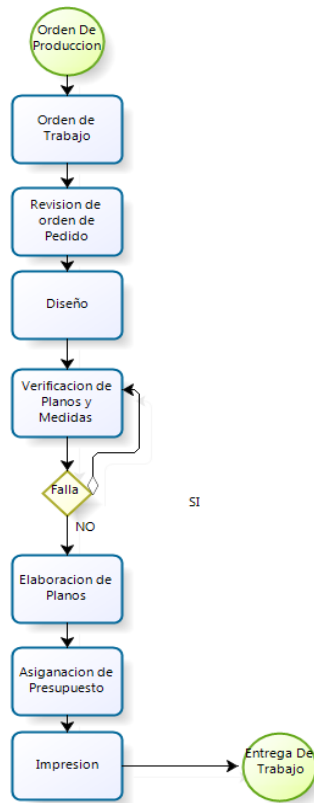 Orden De
Produccion
Orden de
Trabajo
Revision de
orden de
Pedido
Diseño
Verificacion de
Planos y
Medidas
Falla
SI
NO
Elaboracion de
Planos
Asiganacion de
Presupuesto
Impresion
Entrega De
Trabajo